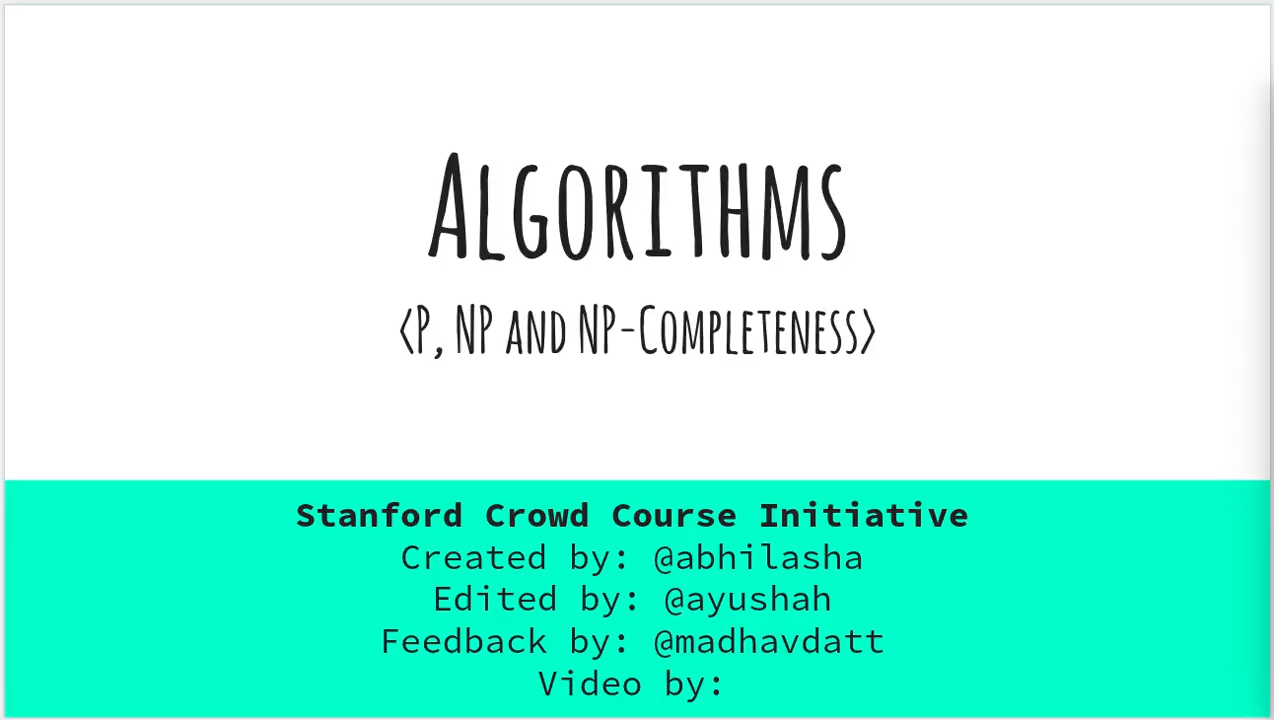 Algorithms
<P, NP and NP-Completeness>
Stanford Crowd Course Initiative
Created by: @abhilasha
Edited by: @ayushah
Feedback by: @madhavdatt
Video by: